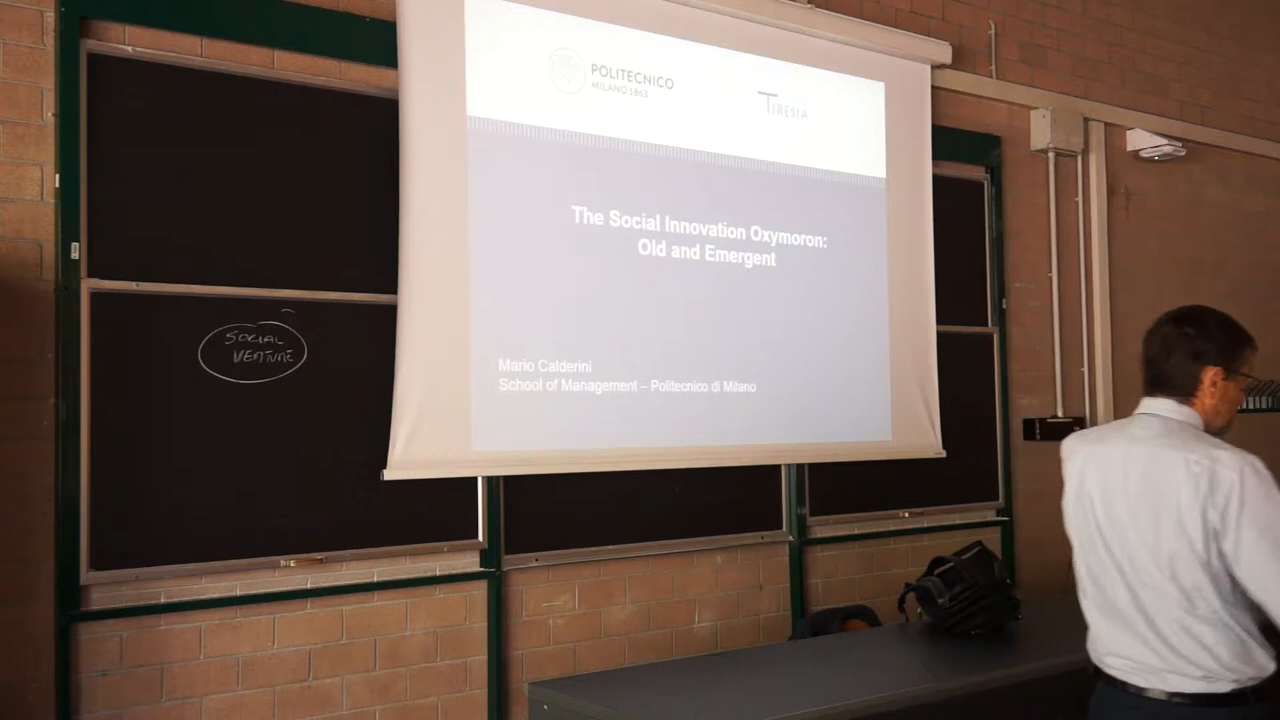 POLITECNICO
MILANO 1863
TIRESIA
The Social Innovation Oxymoron:
Old and Emergent
Mario Calderini
School of Management – Politecnico di Milano
SOCIAL
VENTURE